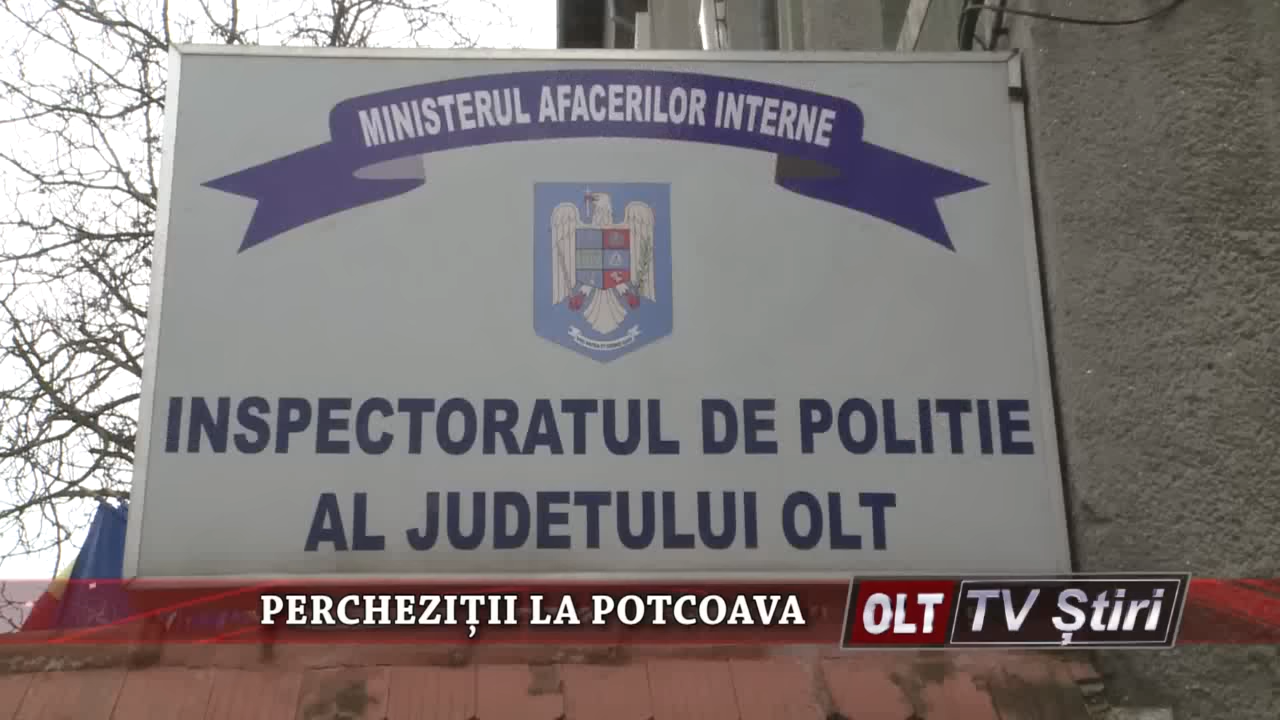 MINISTERUL AFACERILOR INTERNE
INSPECTORATUL DE POLITIE
AL JUDETULUI OLT
PERCHEZIȚII LA POTCOAVA
OLT TV Știri